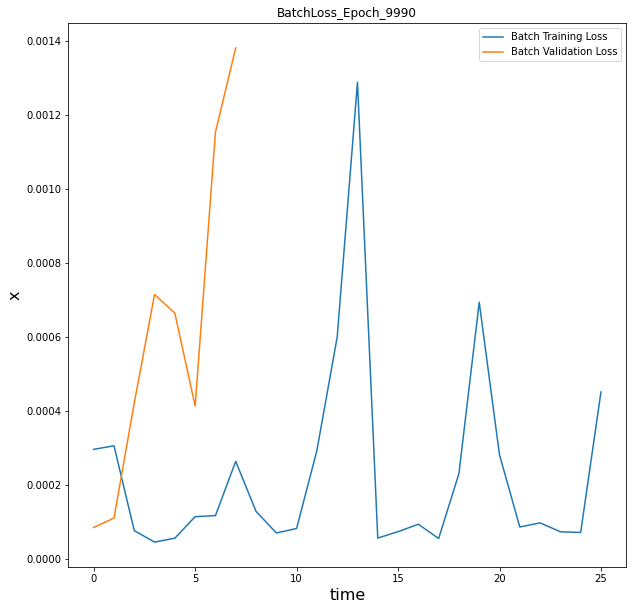 BatchLoss_Epoch_9990
Batch Training Loss
Batch Validation Loss
0.0014
0.0012
0.0010
0.0008
0.0006
0.0004
0.0002
0.0000
x
0 5 10 15 20 25
time